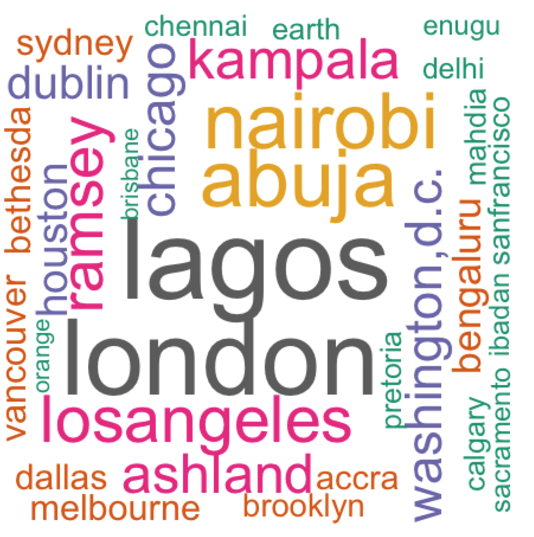 chennai
earth
enugu
sydney
kampala
delhi
dublin
chicago
nairobi
mahdia
sanfrancisco
bethesda
ramsey
brisbane
abuja
houston
lagos
washington,d.c.
bengaluru
ibadan
vancouver
orange
london
pretoria
losangeles
calgary
sacramento
dallas
ashland
accra
melbourne
brooklyn